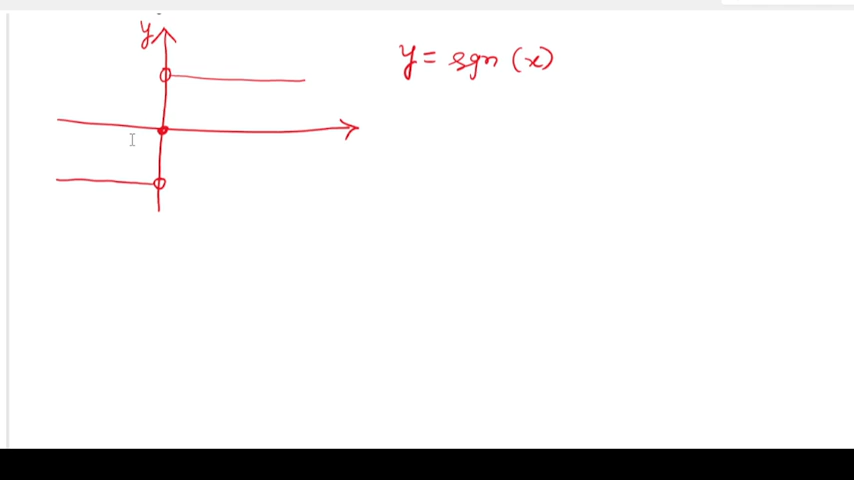 y
y = sgn (x)